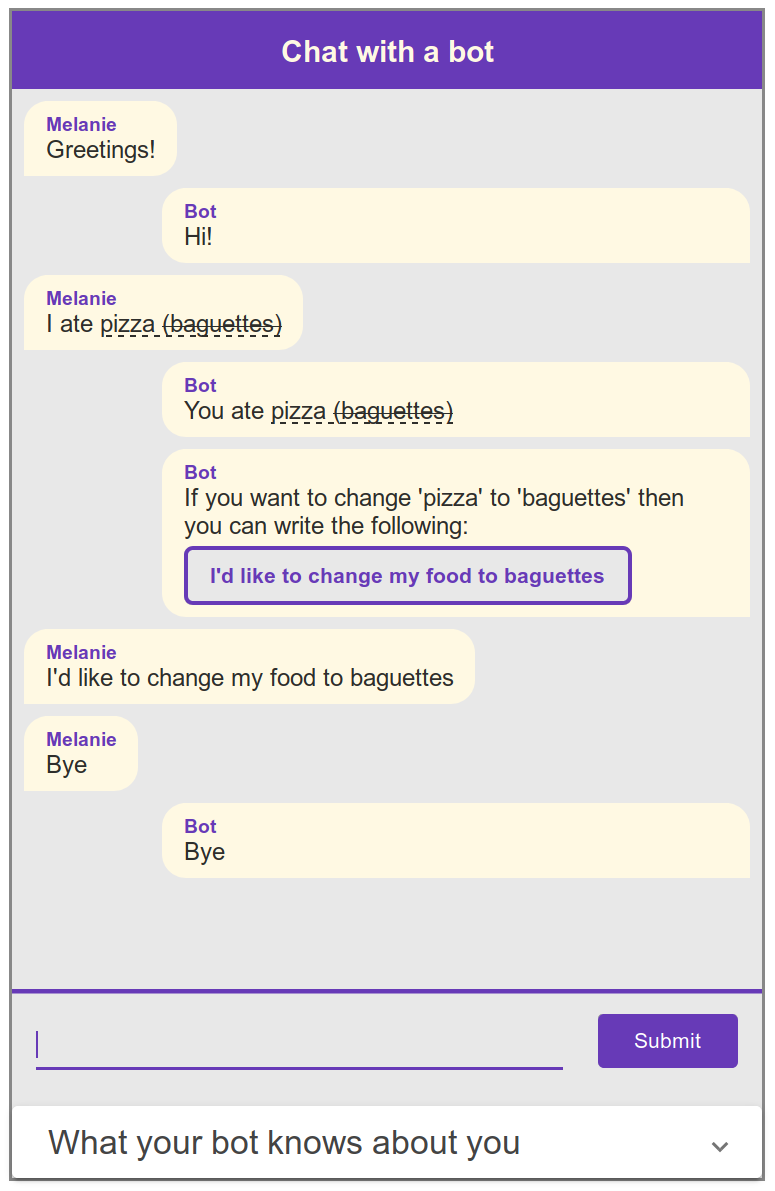 Chat with a bot
Melanie
Greetings!
Bot
Hi!
Melanie
I ate pizza (baguettes)
Bot
You ate pizza (baguettes)
Bot
If you want to change 'pizza' to 'baguettes' then
you can write the following:
I'd like to change my food to baguettes
Melanie
I'd like to change my food to baguettes
Melanie
Bye
Bot
Bye
Submit
What your bot knows about you